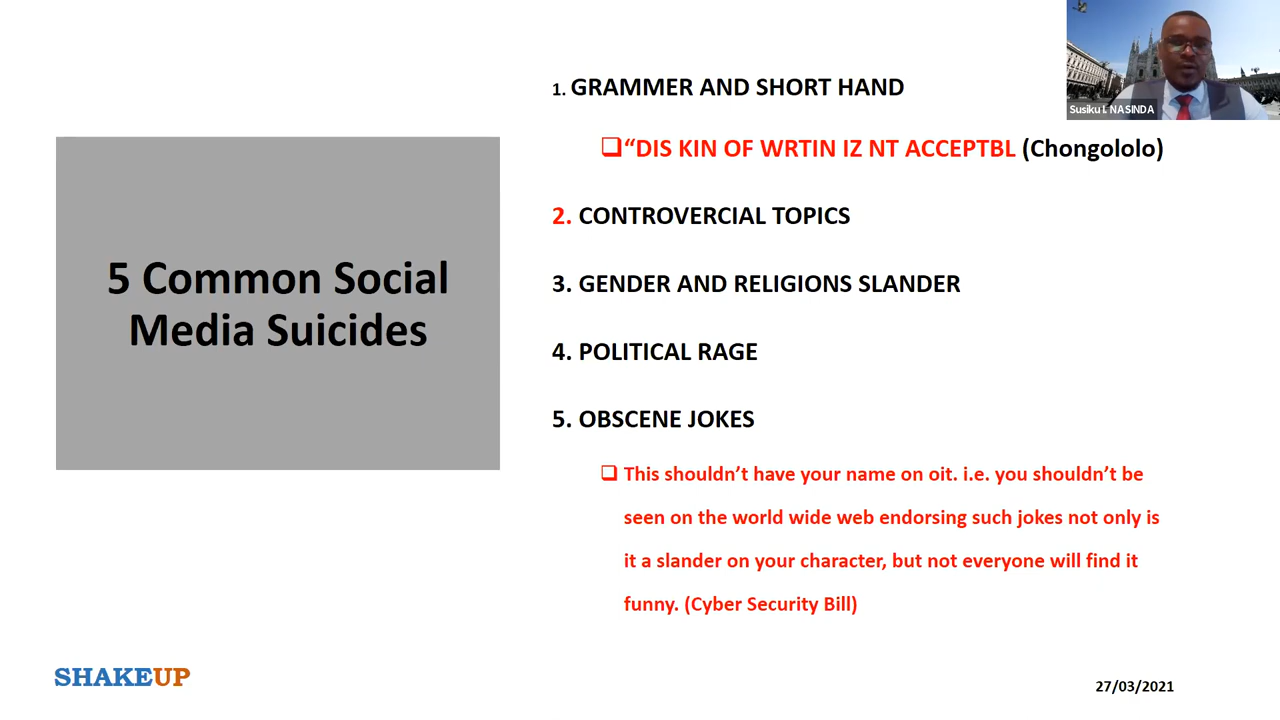 1. GRAMMER AND SHORT HAND
Susiku I. NASINDA
❑“DIS KIN OF WRTIN IZ NT ACCEPTBL (Chongololo)
2. CONTROVERCIAL TOPICS
5 Common Social
Media Suicides
3. GENDER AND RELIGIONS SLANDER
4. POLITICAL RAGE
5. OBSCENE JOKES
❑ This shouldn’t have your name on oit. i.e. you shouldn’t be
seen on the world wide web endorsing such jokes not only is
it a slander on your character, but not everyone will find it
funny. (Cyber Security Bill)
SHAKEUP
27/03/2021